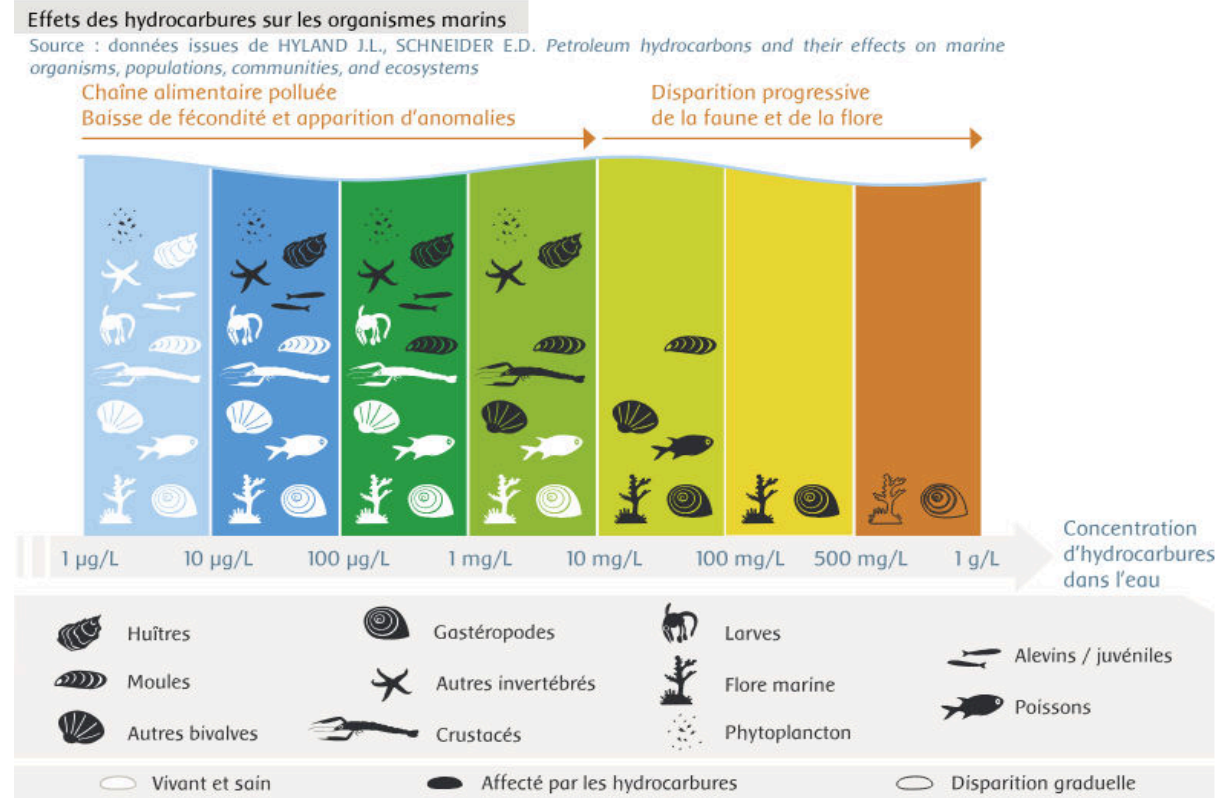 Effets des hydrocarbures sur les organismes marins
Source : données issues de HYLAND J.L., SCHNEIDER E.D. Petroleum hydrocarbons and their effects on marine
organisms, populations, communities, and ecosystems
Chaîne alimentaire polluée
Baisse de fécondité et apparition d'anomalies
Disparition progressive
de la faune et de la flore
1 µg/L
10 µg/L
100 µg/L
1 mg/L
10 mg/L
100 mg/L
500 mg/L
1 g/L
Concentration
d'hydrocarbures
dans l'eau
Huîtres
Moules
Autres bivalves
Gastéropodes
Autres invertébrés
Crustacés
Larves
Flore marine
Phytoplancton
Alevins / juvéniles
Poissons
Vivant et sain
Affecté par les hydrocarbures
Disparition graduelle